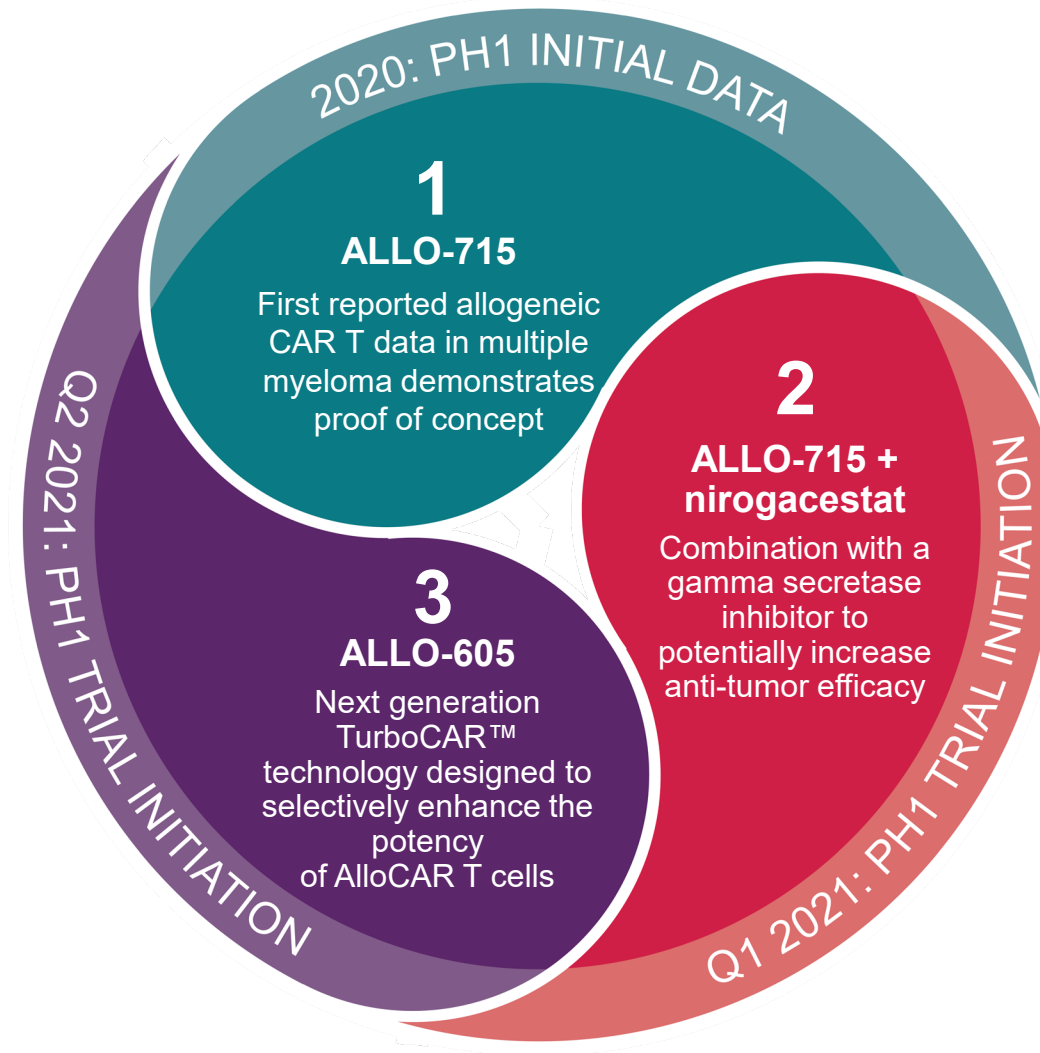 2020: PH1 INITIAL DATA
1
ALLO-715
First reported allogeneic
CAR T data in multiple
myeloma demonstrates
proof of concept
Q1 2021: PH1 TRIAL INITIATION
2
ALLO-715 +
nirogacestat
Combination with a
gamma secretase
inhibitor to
potentially increase
anti-tumor efficacy
Q2 2021: PH1 TRIAL INITIATION
3
ALLO-605
Next generation
TurboCAR™
technology designed to
selectively enhance the
potency
of AlloCAR T cells